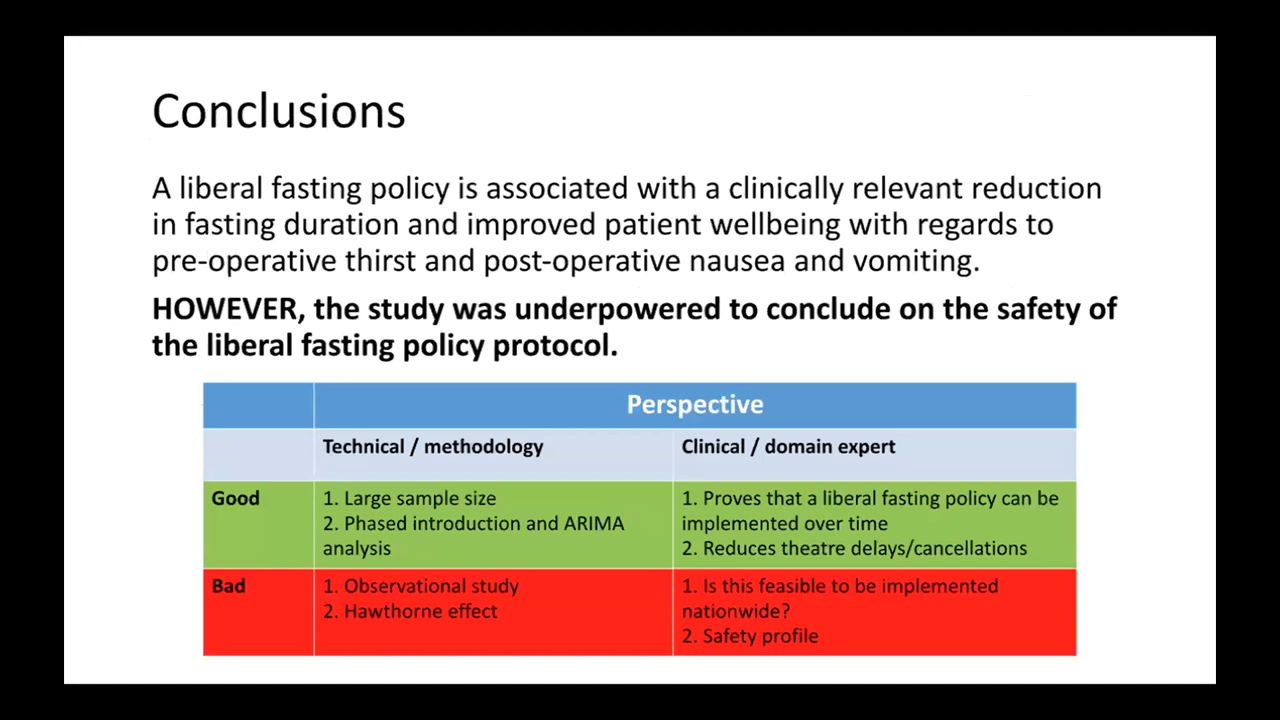 Conclusions
A liberal fasting policy is associated with a clinically relevant reduction
in fasting duration and improved patient wellbeing with regards to
pre-operative thirst and post-operative nausea and vomiting.
HOWEVER, the study was underpowered to conclude on the safety of
the liberal fasting policy protocol.
Perspective
Technical / methodology
Clinical / domain expert
Good
1. Large sample size
2. Phased introduction and ARIMA
analysis
1. Proves that a liberal fasting policy can be
implemented over time
2. Reduces theatre delays/cancellations
Bad
1. Observational study
2. Hawthorne effect
1. Is this feasible to be implemented
nationwide?
2. Safety profile